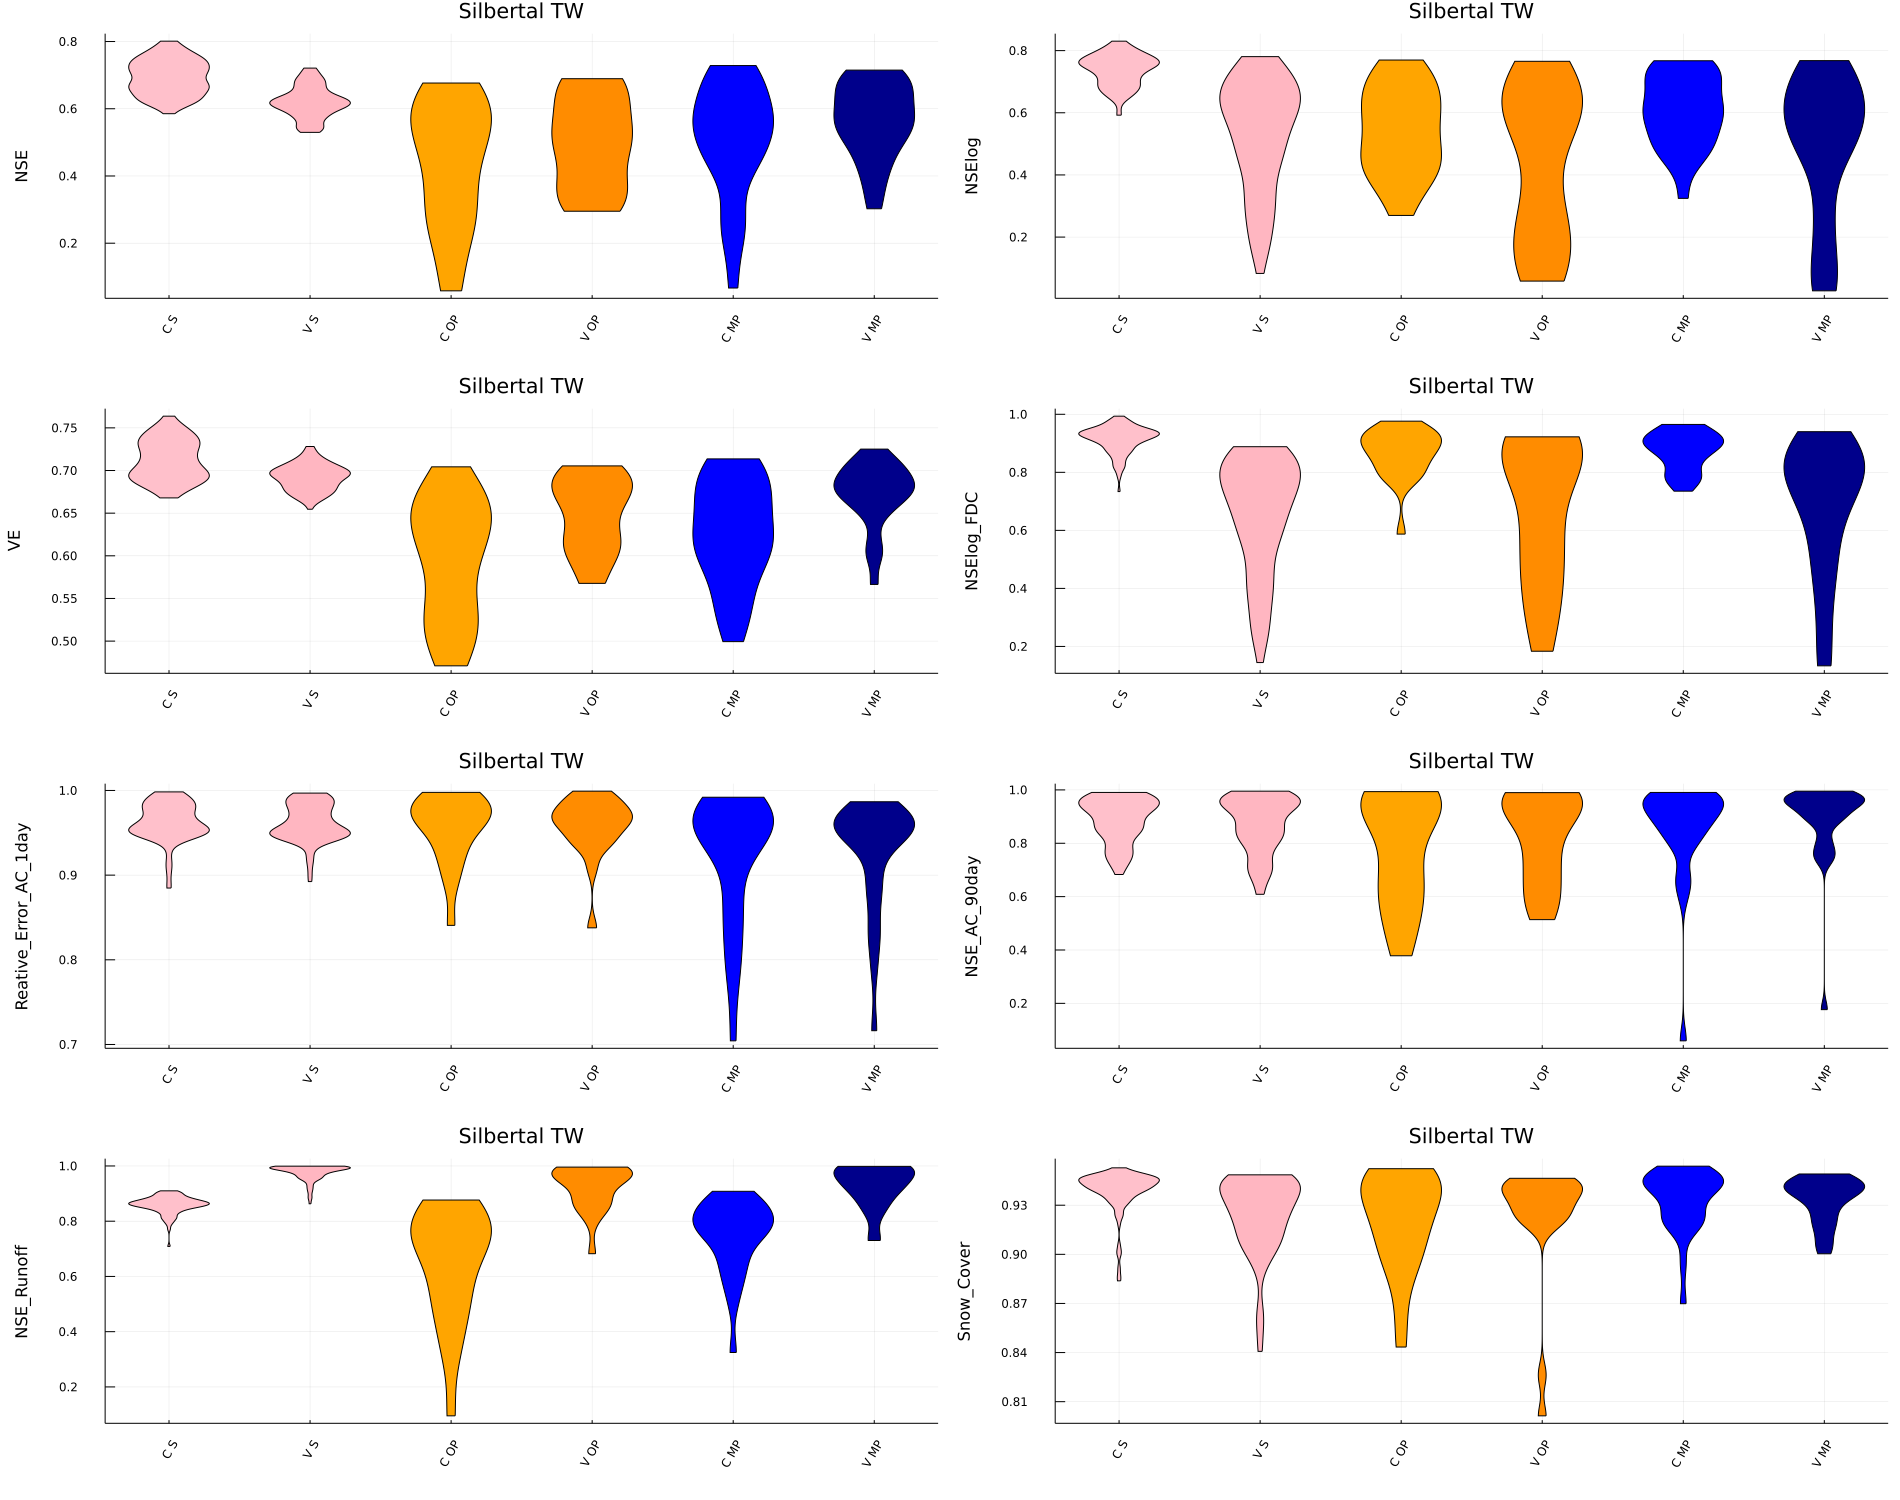 Silbertal TW
0.8
0.6
0.4
0.2
NSE
C S
V S
C OP
V OP
C MP
V MP
Silbertal TW
0.8
0.6
0.4
0.2
NSElog
C S
V S
C OP
V OP
C MP
V MP
Silbertal TW
0.75
0.70
0.65
0.60
0.55
0.50
VE
C S
V S
C OP
V OP
C MP
V MP
Silbertal TW
1.0
0.8
0.6
0.4
0.2
NSElog_FDC
C S
V S
C OP
V OP
C MP
V MP
Silbertal TW
1.0
0.9
0.8
0.7
Reative_Error_AC_1day
C S
V S
C OP
V OP
C MP
V MP
Silbertal TW
1.0
0.8
0.6
0.4
0.2
NSE_AC_90day
C S
V S
C OP
V OP
C MP
V MP
Silbertal TW
1.0
0.8
0.6
0.4
0.2
NSE_Runoff
C S
V S
C OP
V OP
C MP
V MP
Silbertal TW
0.93
0.90
0.87
0.84
0.81
Snow_Cover
C S
V S
C OP
V OP
C MP
V MP